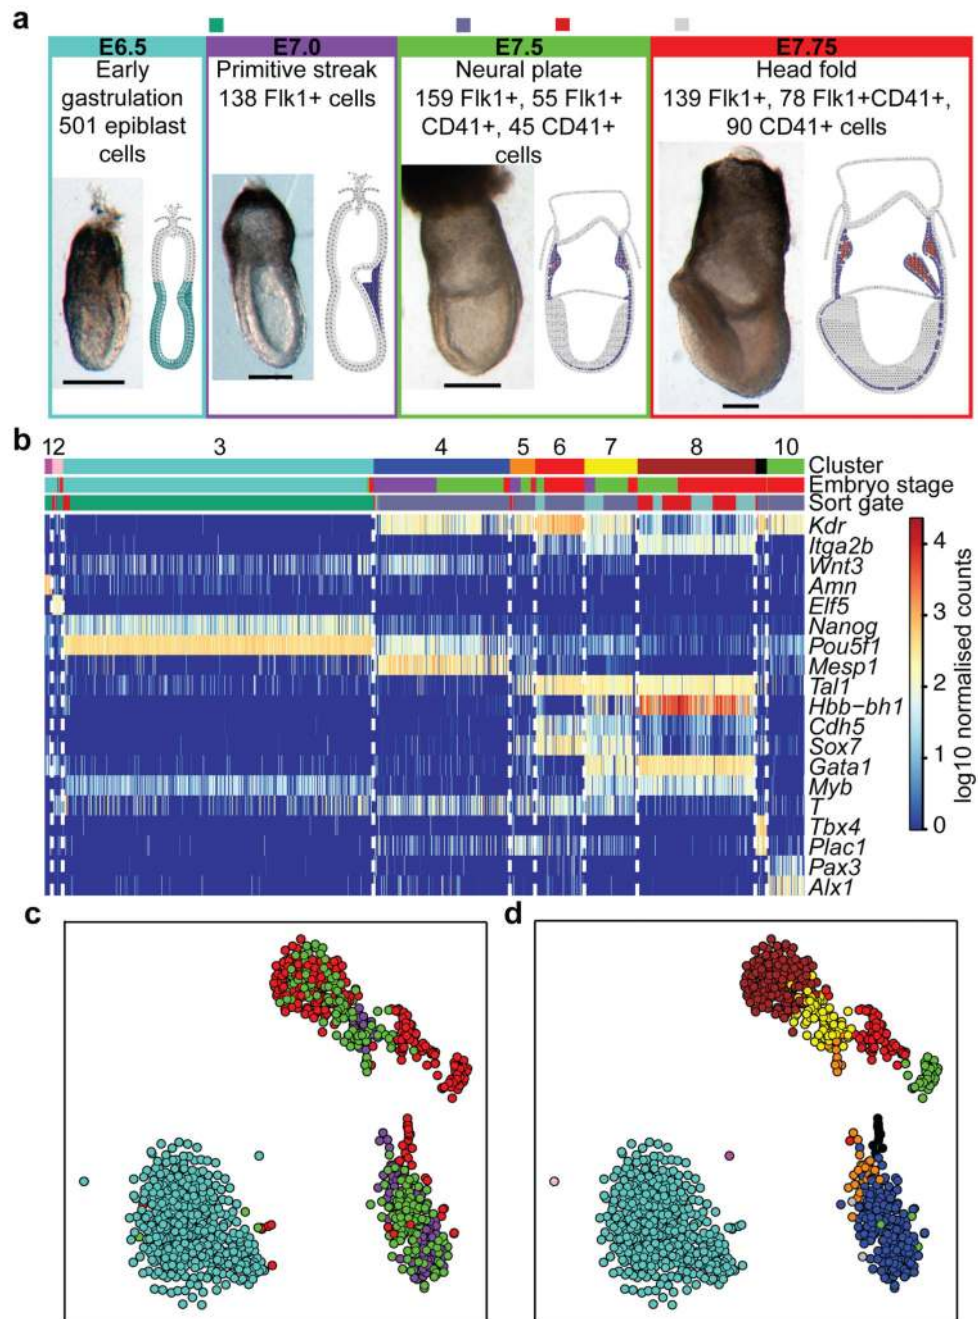 a
E6.5
Early
gastrulation
501 epiblast
cells
E7.0
Primitive streak
138 Flk1+ cells
E7.5
Neural plate
159 Flk1+, 55 Flk1+
CD41+, 45 CD41+
cells
E7.75
Head fold
139 Flk1+, 78 Flk1+CD41+,
90 CD41+ cells
b
1 2 3 4 5 6 7 8 10
Cluster
Embryo stage
Sort gate
Kdr
Itga2b
Wnt3
Amn
Elf5
Nanog
Pou5f1
Mesp1
Tal1
Hbb−bh1
Cdh5
Sox7
Gata1
Myb
T
Tbx4
Plac1
Pax3
Alx1
4
3
2
1
0
log10 normalised counts
c
d